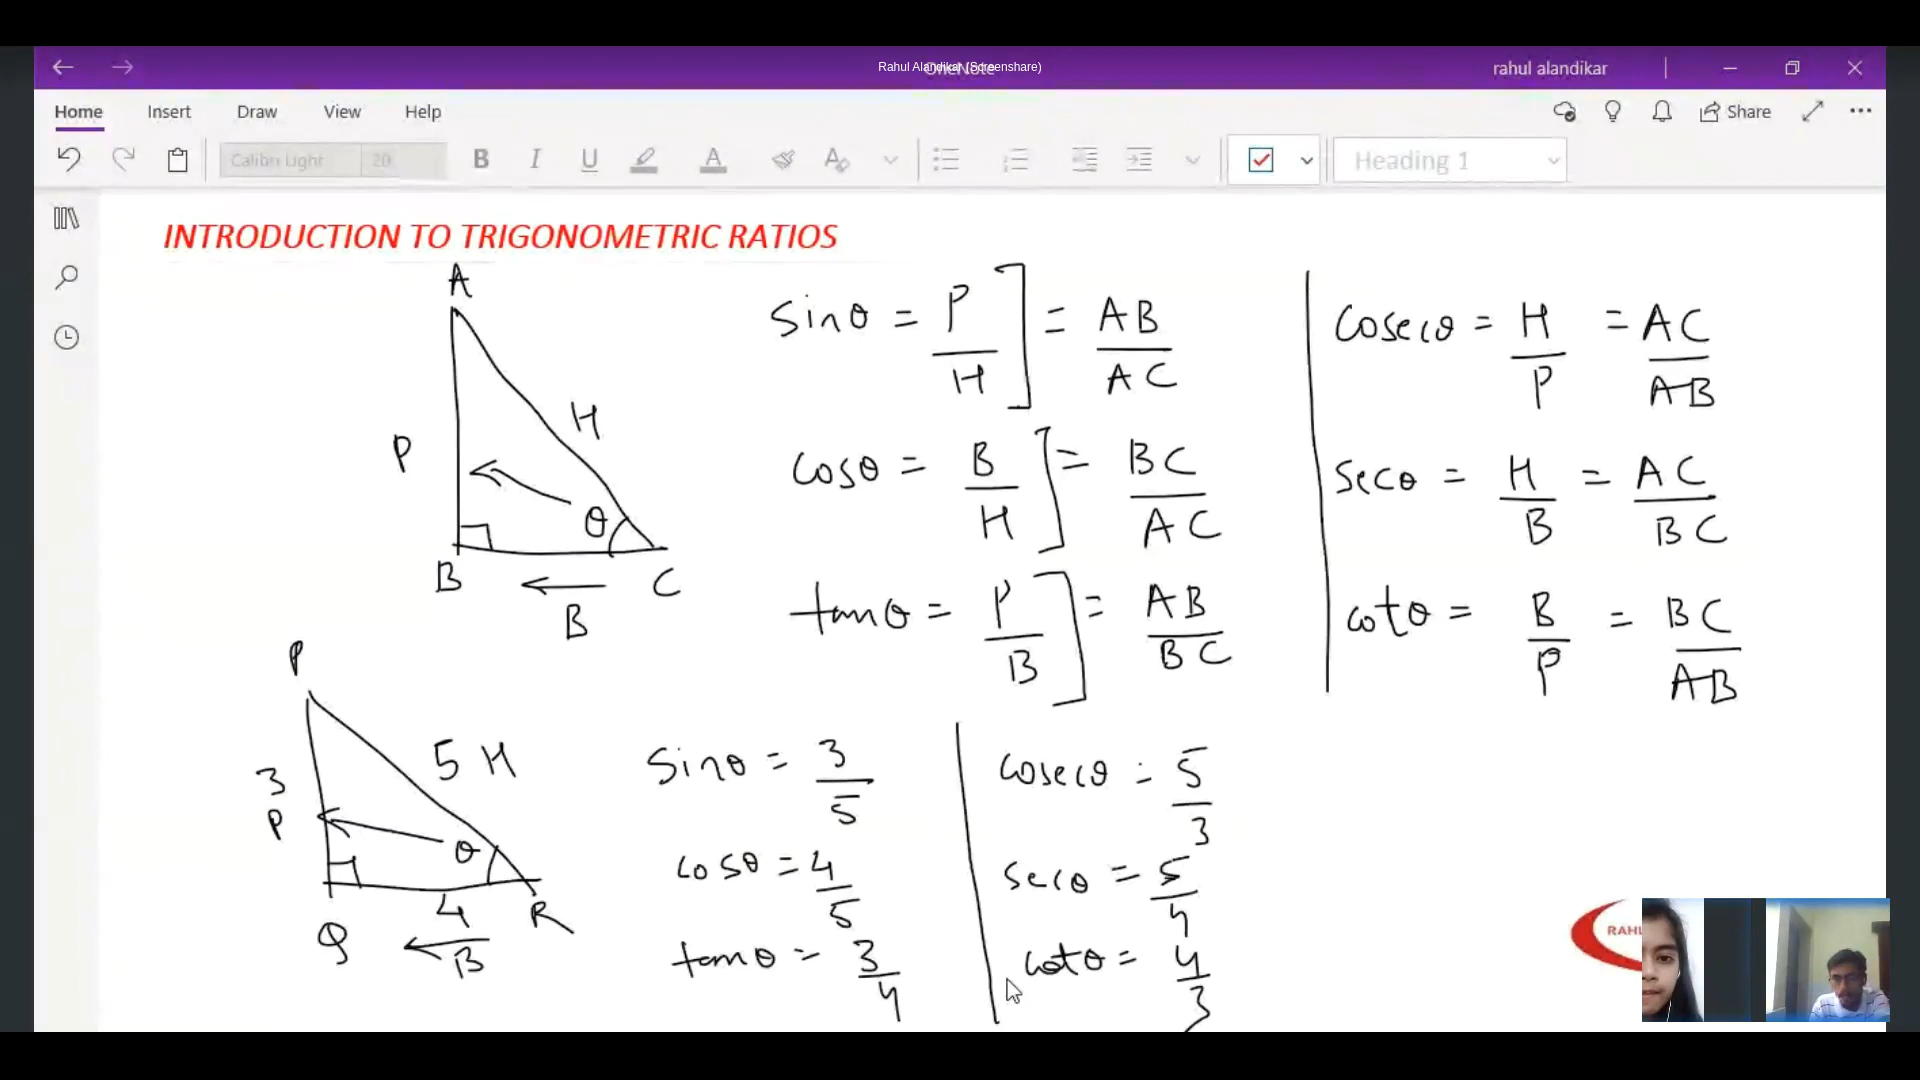 Rahul Alandikar (Screenshare)
OneNote
rahul alandikar
Home Insert Draw View Help
Share
Calibri Light 20
B I U A
Heading 1
INTRODUCTION TO TRIGONOMETRIC RATIOS
A
P
H
θ
B
C
B
sinθ = P/H ] = AB/AC
cosθ = B/H ] = BC/AC
tanθ = P/B ] = AB/BC
cosecθ = H/P = AC/AB
secθ = H/B = AC/BC
cotθ = B/P = BC/AB
P
5 H
3
P
θ
4
Q
B
R
sinθ = 3/5
cosθ = 4/5
tanθ = 3/4
cosecθ = 5/3
secθ = 5/4
cotθ = 4/3